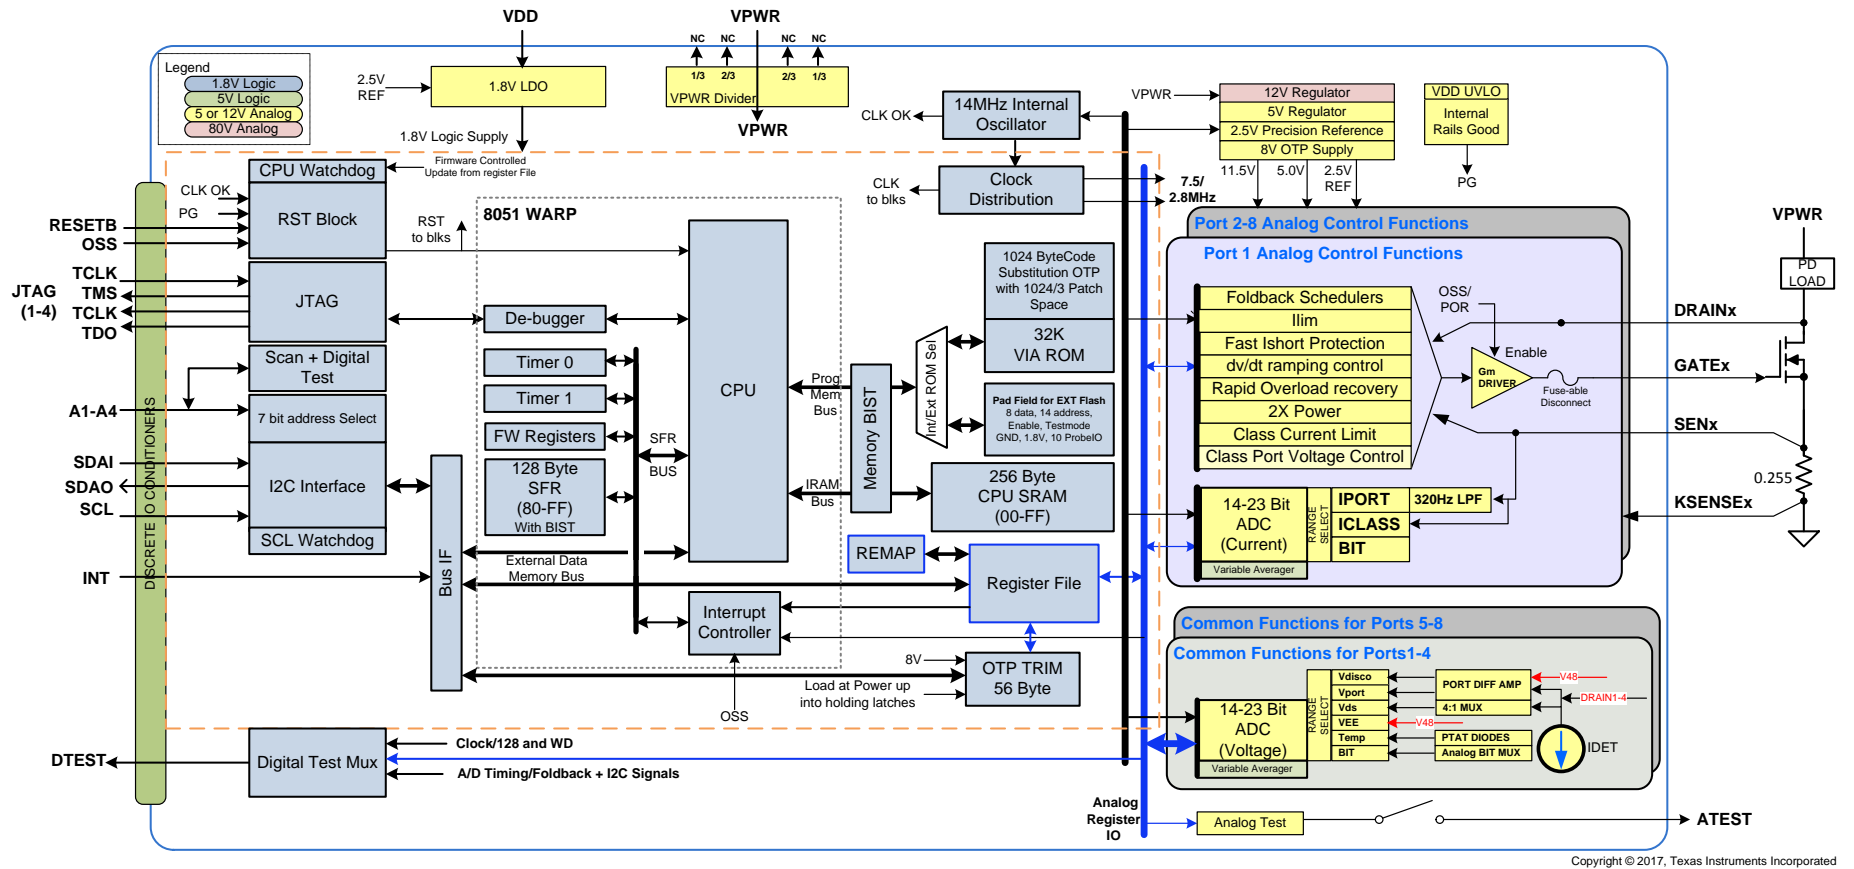 VDD
VPWR
Legend
1.8V Logic
5V Logic
5 or 12V Analog
80V Analog
2.5V
REF
1.8V LDO
1.8V Logic Supply
NC
NC
NC
NC
1/3
2/3
2/3
1/3
VPWR Divider
VPWR
CLK OK
14MHz Internal
Oscillator
CLK
to blks
Clock
Distribution
7.5/
2.8MHz
VPWR
12V Regulator
5V Regulator
2.5V Precision Reference
8V OTP Supply
11.5V
5.0V
2.5V
REF
VDD UVLO
Internal
Rails Good
PG
CPU Watchdog
Firmware Controlled
Update from register File
CLK OK
PG
RST Block
RESETB
OSS
RST
to blks
8051 WARP
JTAG
(1-4)
TCLK
TMS
TCLK
TDO
JTAG
Scan + Digital
Test
A1-A4
7 bit address Select
SDAI
SDAO
SCL
I2C Interface
SCL Watchdog
INT
DISCRETE IO CONDITIONERS
Bus IF
De-bugger
Timer 0
Timer 1
FW Registers
128 Byte
SFR
(80-FF)
With BIST
SFR
BUS
CPU
External Data
Memory Bus
Interrupt
Controller
OSS
Prog
Mem
Bus
IRAM
Bus
Memory BIST
Int/Ext ROM Sel
1024 ByteCode
Substitution OTP
with 1024/3 Patch
Space
32K
VIA ROM
Pad Field for EXT Flash
8 data, 14 address,
Enable, Testmode
GND, 1.8V, 10 ProbeIO
256 Byte
CPU SRAM
(00-FF)
REMAP
Register File
8V
Load at Power up
into holding latches
OTP TRIM
56 Byte
DTEST
Digital Test Mux
Clock/128 and WD
A/D Timing/Foldback + I2C Signals
Analog
Register
IO
Port 2-8 Analog Control Functions
Port 1 Analog Control Functions
Foldback Schedulers
Ilim
Fast Ishort Protection
dv/dt ramping control
Rapid Overload recovery
2X Power
Class Current Limit
Class Port Voltage Control
OSS/
POR
Enable
Gm
DRIVER
Fuse-able
Disconnect
14-23 Bit
ADC
(Current)
Variable Averager
RANGE
SELECT
IPORT
320Hz LPF
ICLASS
BIT
VPWR
PD
LOAD
DRAINx
GATEx
SENx
0.255
KSENSEx
Common Functions for Ports 5-8
Common Functions for Ports1-4
14-23 Bit
ADC
(Voltage)
Variable Averager
RANGE
SELECT
Vdisco
Vport
Vds
VEE
Temp
BIT
PORT DIFF AMP
4:1 MUX
V48
DRAIN1-4
V48
PTAT DIODES
Analog BIT MUX
IDET
Analog Test
ATEST
Copyright © 2017, Texas Instruments Incorporated